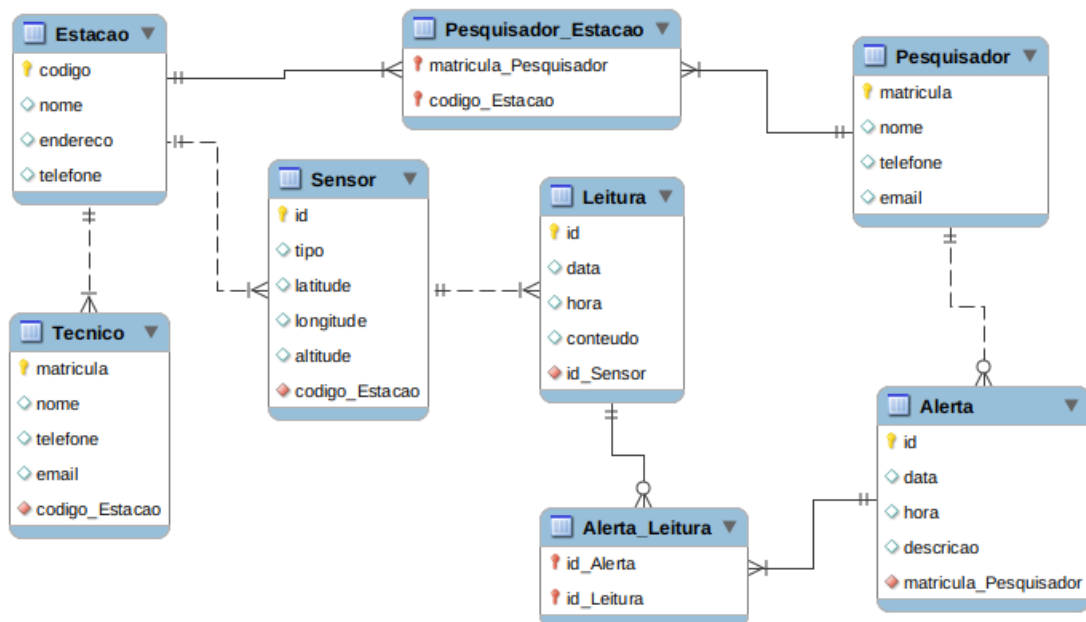 Estacao
codigo
nome
endereco
telefone
Pesquisador_Estacao
matricula_Pesquisador
codigo_Estacao
Pesquisador
matricula
nome
telefone
email
Sensor
id
tipo
latitude
longitude
altitude
codigo_Estacao
Leitura
id
data
hora
conteudo
id_Sensor
Tecnico
matricula
nome
telefone
email
codigo_Estacao
Alerta
id
data
hora
descricao
matricula_Pesquisador
Alerta_Leitura
id_Alerta
id_Leitura